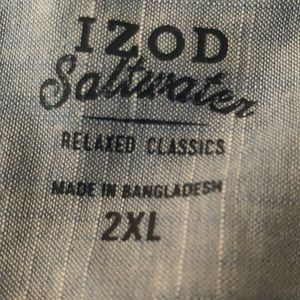 IZOD
Saltwater
RELAXED CLASSICS
MADE IN BANGLADESH
2XL